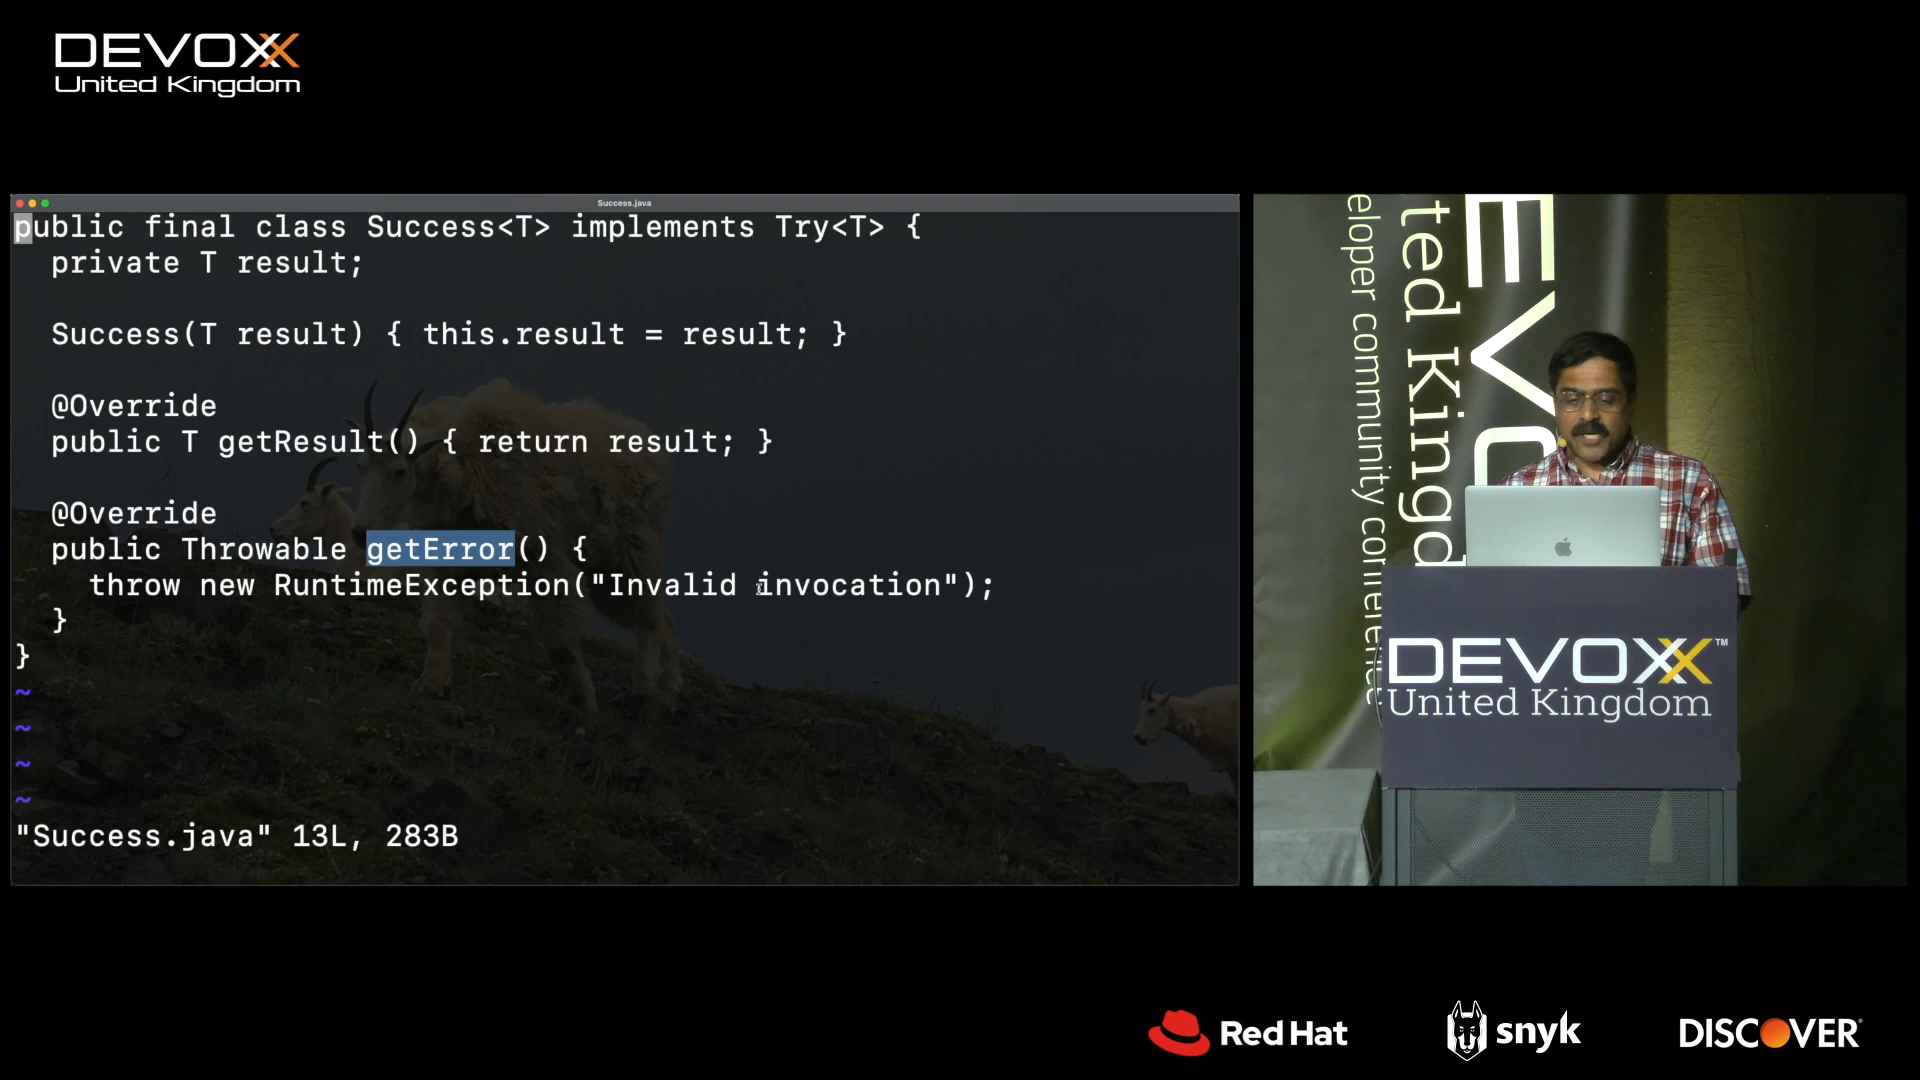 DEVOXX
United Kingdom
Success.java
public final class Success<T> implements Try<T> {
  private T result;
  Success(T result) { this.result = result; }
  @Override
  public T getResult() { return result; }
  @Override
  public Throwable getError() {
    throw new RuntimeException("Invalid invocation");
  }
}
~
~
~
~
"Success.java" 13L, 283B
eloper community conference
ted Kingd
EVO
DEVOXX™
United Kingdom
Red Hat
snyk
DISCOVER